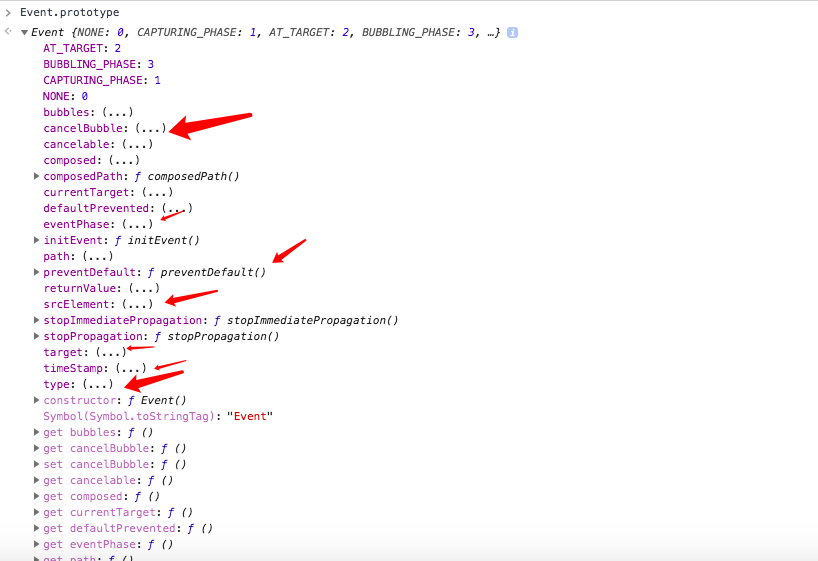 Event.prototype
Event {NONE: 0, CAPTURING_PHASE: 1, AT_TARGET: 2, BUBBLING_PHASE: 3, …}
AT_TARGET: 2
BUBBLING_PHASE: 3
CAPTURING_PHASE: 1
NONE: 0
bubbles: (...)
cancelBubble: (...)
cancelable: (...)
composed: (...)
composedPath: ƒ composedPath()
currentTarget: (...)
defaultPrevented: (...)
eventPhase: (...)
initEvent: ƒ initEvent()
path: (...)
preventDefault: ƒ preventDefault()
returnValue: (...)
srcElement: (...)
stopImmediatePropagation: ƒ stopImmediatePropagation()
stopPropagation: ƒ stopPropagation()
target: (...)
timeStamp: (...)
type: (...)
constructor: ƒ Event()
Symbol(Symbol.toStringTag): "Event"
get bubbles: ƒ ()
get cancelBubble: ƒ ()
set cancelBubble: ƒ ()
get cancelable: ƒ ()
get composed: ƒ ()
get currentTarget: ƒ ()
get defaultPrevented: ƒ ()
get eventPhase: ƒ ()
get path: ƒ ()